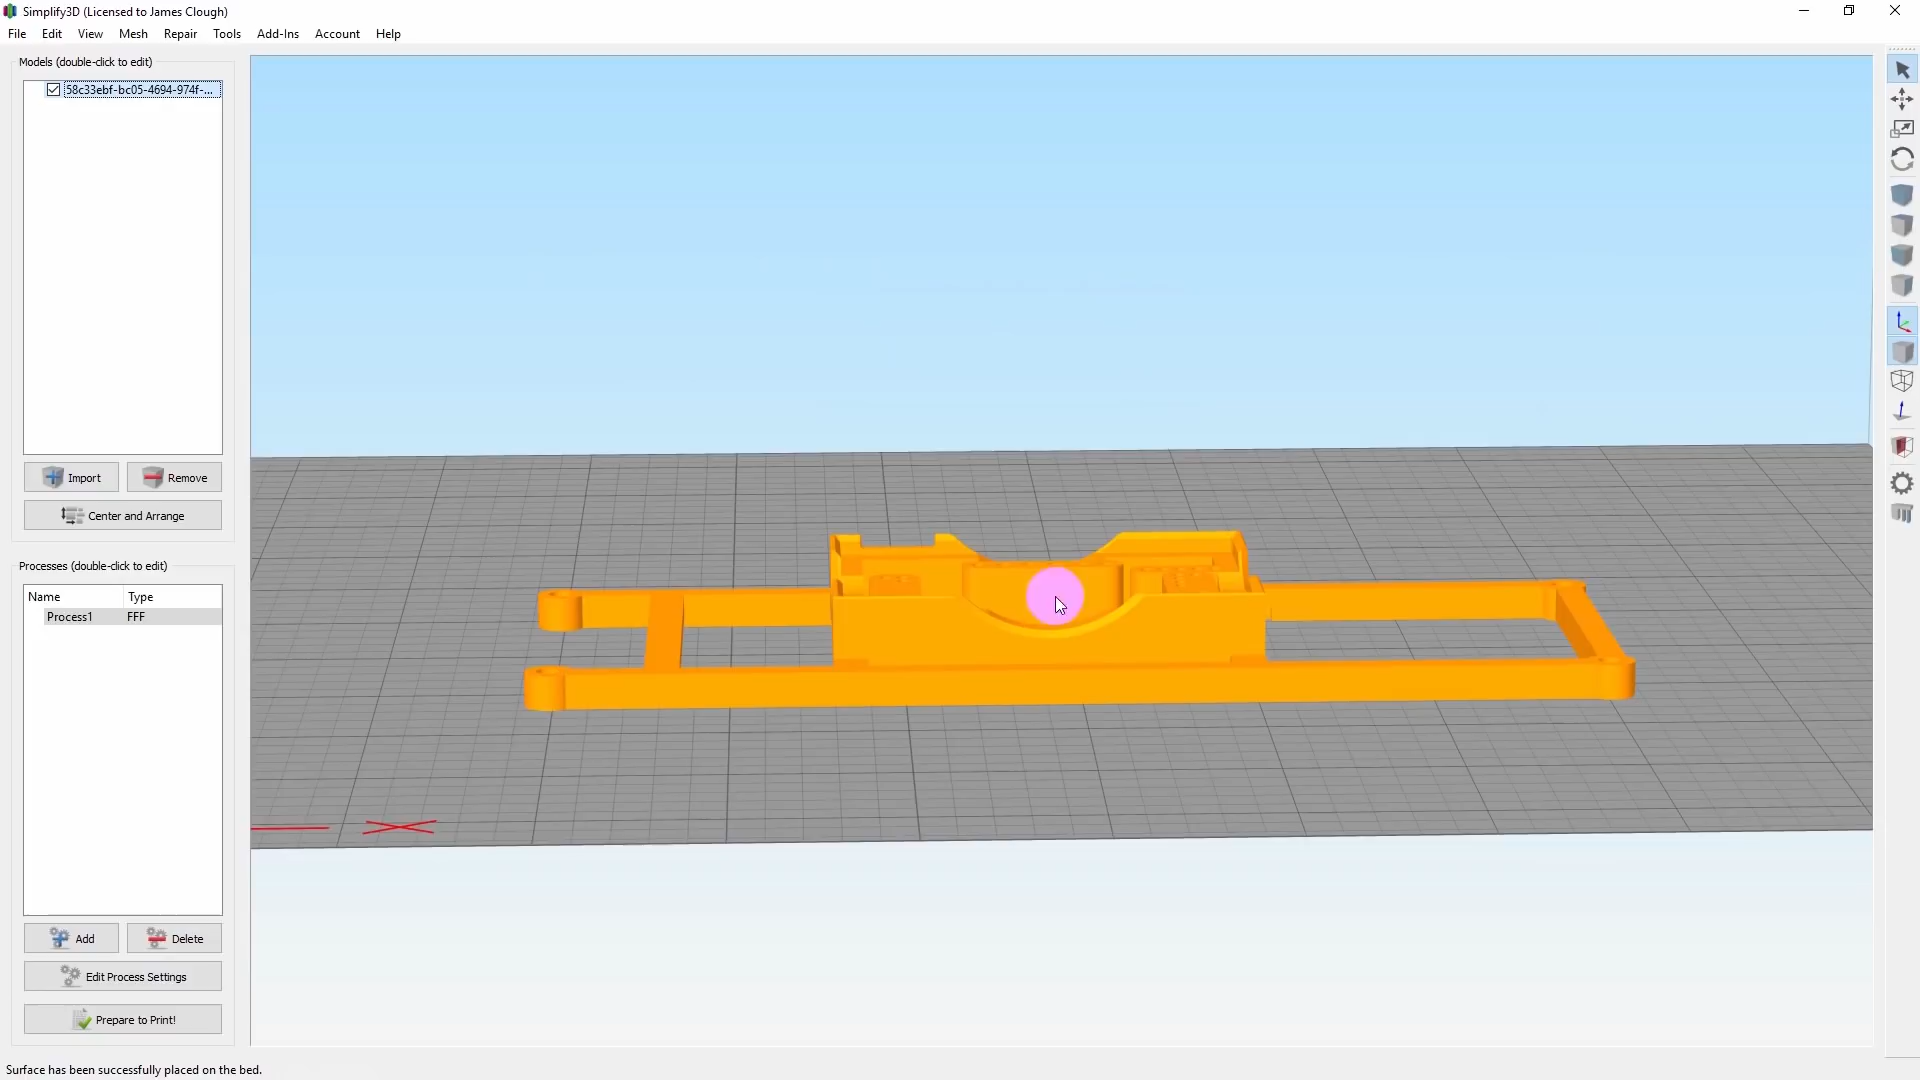 Simplify3D (Licensed to James Clough)
File Edit View Mesh Repair Tools Add-Ins Account Help
Models (double-click to edit)
58c33ebf-bc05-4694-974f-...
Import Remove
Center and Arrange
Processes (double-click to edit)
Name Type
Process1 FFF
Add Delete
Edit Process Settings
Prepare to Print!
Surface has been successfully placed on the bed.